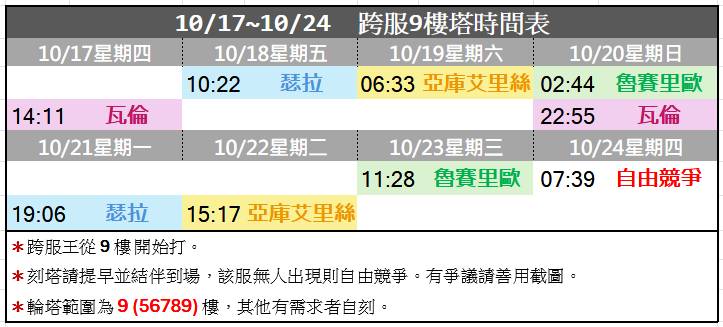 10/17~10/24 跨服9樓塔時間表
10/17星期四 10/18星期五 10/19星期六 10/20星期日
10:22 瑟拉 06:33 亞庫艾里絲 02:44 魯賽里歐
14:11 瓦倫 22:55 瓦倫
10/21星期一 10/22星期二 10/23星期三 10/24星期四
11:28 魯賽里歐 07:39 自由競爭
19:06 瑟拉 15:17 亞庫艾里絲
*跨服王從 9 樓 開始打。
*刻塔請提早並結伴到場，該服無人出現則自由競爭。有爭議請善用截圖。
*輪塔範圍為 9 (56789) 樓，其他有需求者自刻。